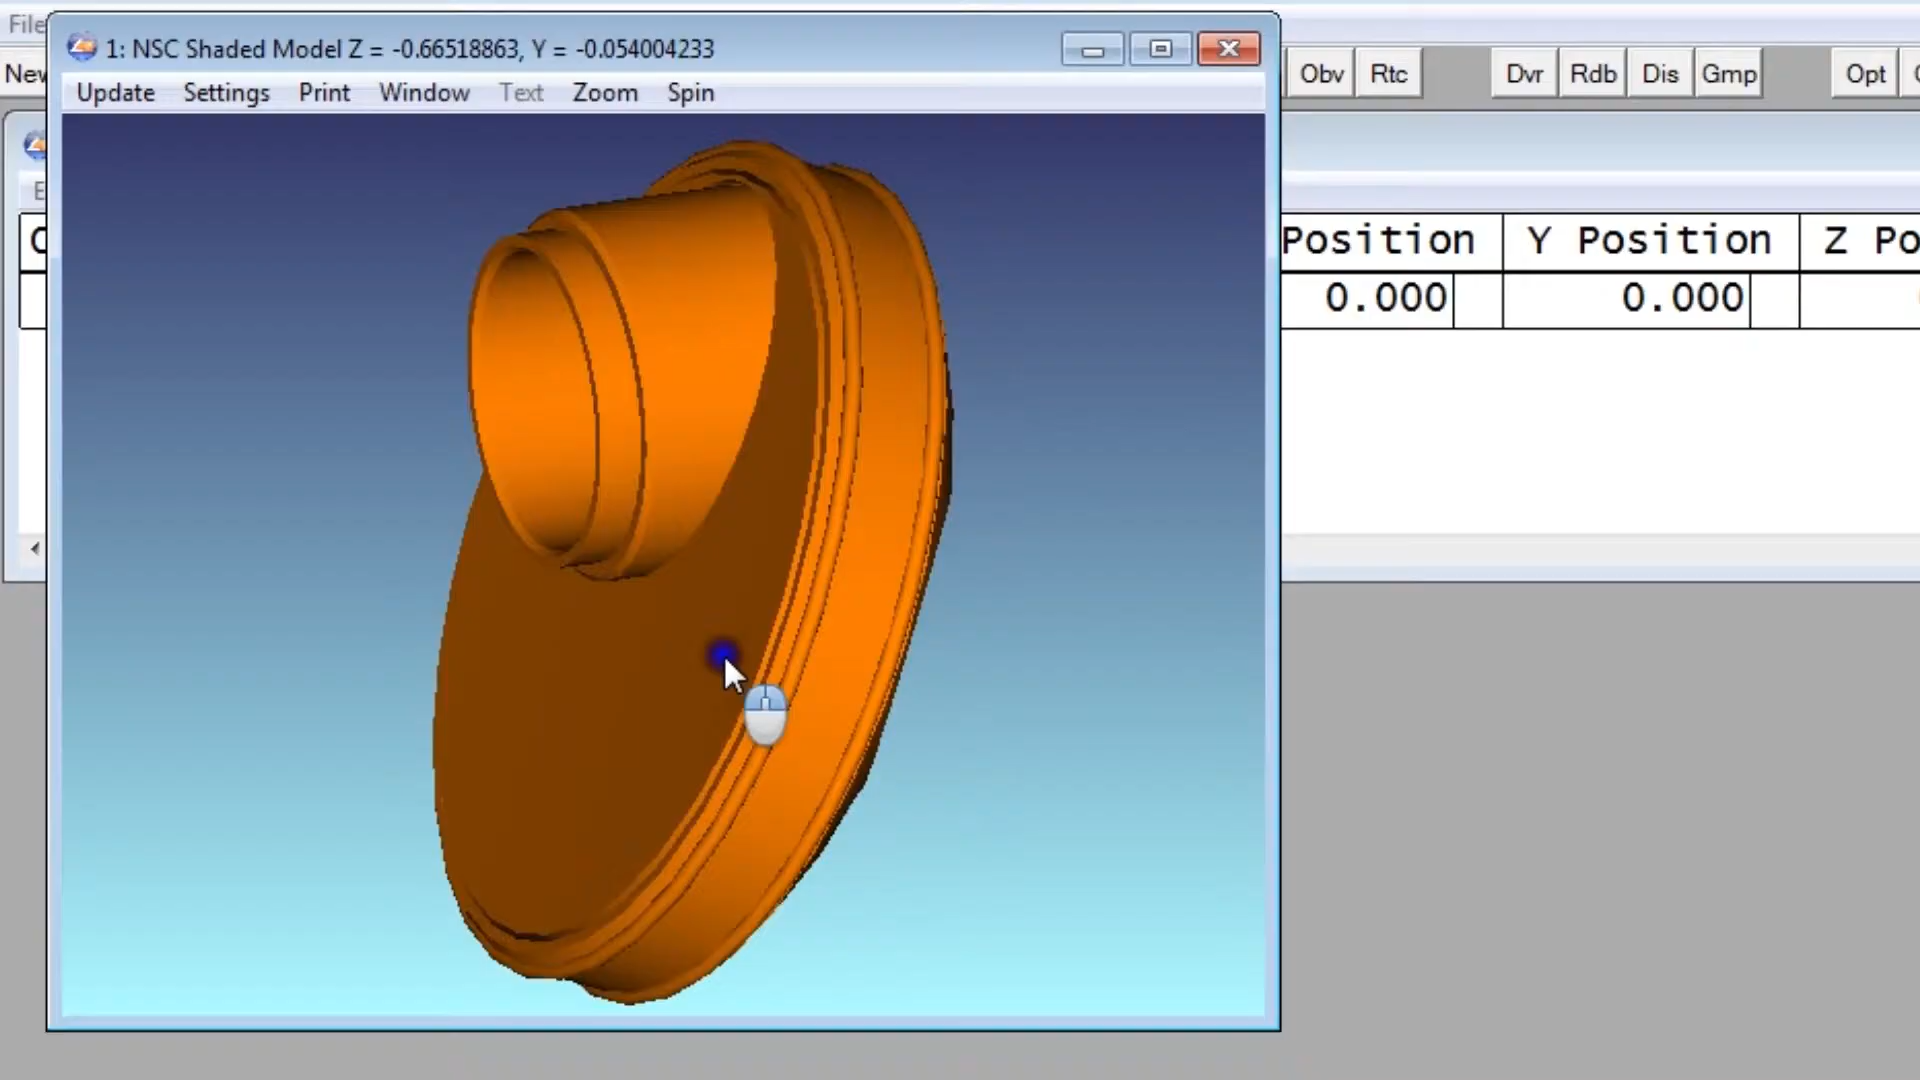 File
1: NSC Shaded Model Z = -0.66518863, Y = -0.054004233
New
Obv Rtc Dvr Rdb Dis Gmp Opt
Update Settings Print Window Text Zoom Spin
E
Position Y Position Z Po
0.000 0.000